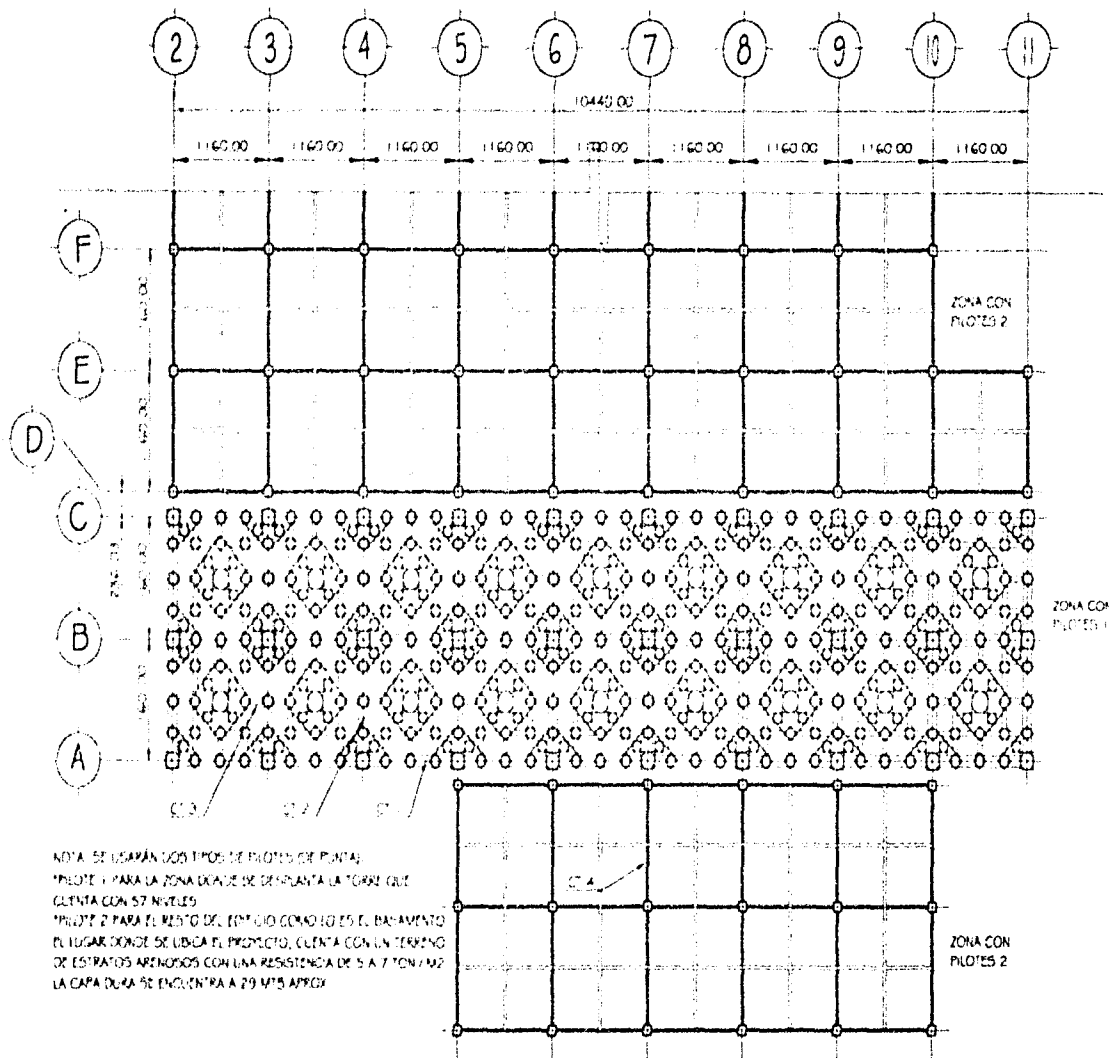 2 3 4 5 6 7 8 9 10 11
10440.00
1160.00 1160.00 1160.00 1160.00 1160.00 1160.00 1160.00 1160.00
F
ZONA CON
PILOTES 2
E
D
C
B
ZONA CON
PILOTES 1
A
NOTA: SE USARÁN DOS TIPOS DE PILOTES (DE PUNTA)
*PILOTE 1 PARA LA ZONA DONDE SE DESPLANTA LA TORRE QUE
CUENTA CON 57 NIVELES
*PILOTE 2 PARA EL RESTO DEL EDIFICIO COMO LO ES EL BASAMENTO
EL LUGAR DONDE SE UBICA EL PROYECTO, CUENTA CON UN TERRENO
DE ESTRATOS ARENOSOS CON UNA RESISTENCIA DE 5 A 7 TON / M2
LA CAPA DURA SE ENCUENTRA A 29 MTS APROX
ZONA CON
PILOTES 2